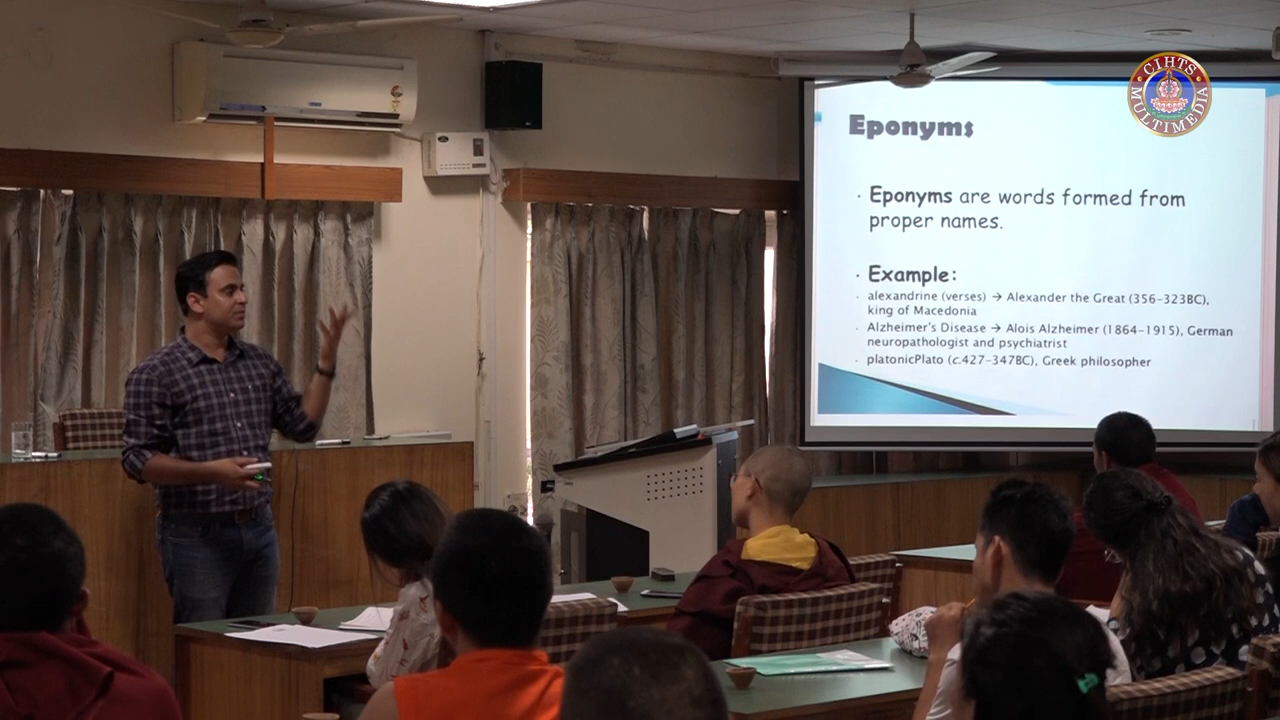 CIHTS
MULTIMEDIA
Eponyms
· Eponyms are words formed from
proper names.
· Example:
· alexandrine (verses) → Alexander the Great (356-323BC),
king of Macedonia
· Alzheimer's Disease → Alois Alzheimer (1864-1915), German
neuropathologist and psychiatrist
· platonicPlato (c.427-347BC), Greek philosopher